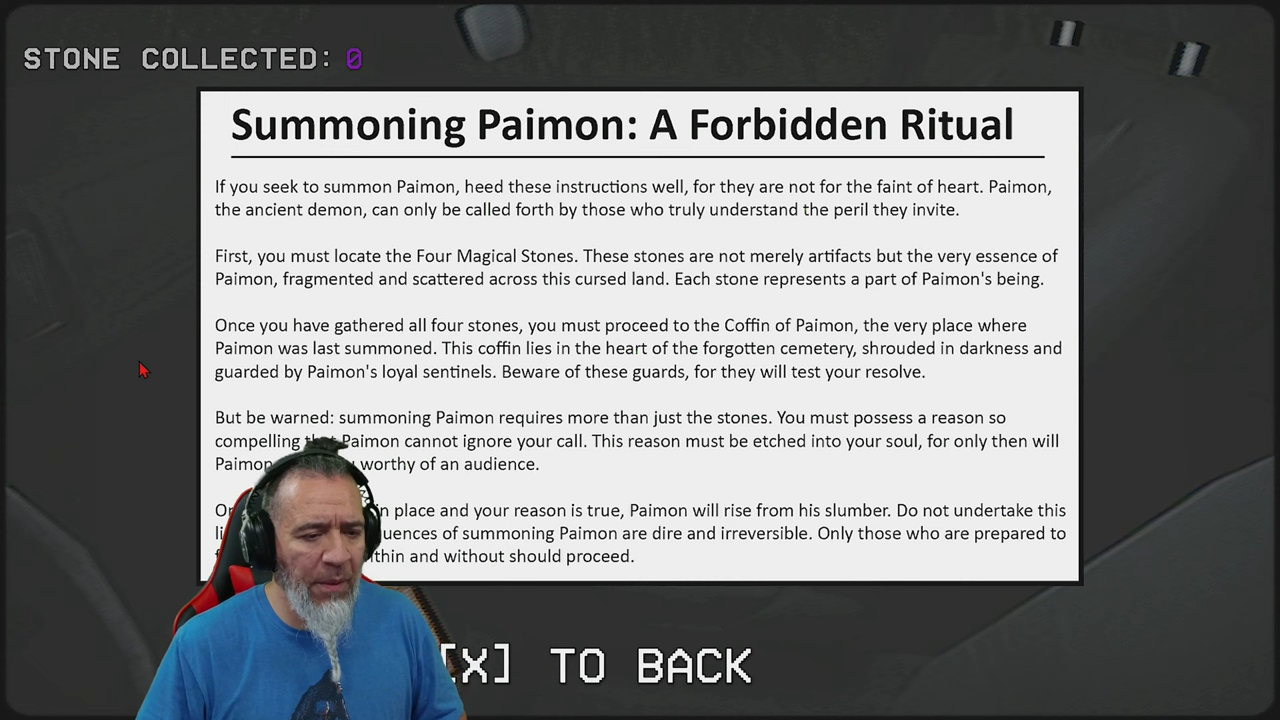 STONE COLLECTED: 0
Summoning Paimon: A Forbidden Ritual
If you seek to summon Paimon, heed these instructions well, for they are not for the faint of heart. Paimon,
the ancient demon, can only be called forth by those who truly understand the peril they invite.
First, you must locate the Four Magical Stones. These stones are not merely artifacts but the very essence of
Paimon, fragmented and scattered across this cursed land. Each stone represents a part of Paimon's being.
Once you have gathered all four stones, you must proceed to the Coffin of Paimon, the very place where
Paimon was last summoned. This coffin lies in the heart of the forgotten cemetery, shrouded in darkness and
guarded by Paimon's loyal sentinels. Beware of these guards, for they will test your resolve.
But be warned: summoning Paimon requires more than just the stones. You must possess a reason so
compelling that Paimon cannot ignore your call. This reason must be etched into your soul, for only then will
Paimon worthy of an audience.
in place and your reason is true, Paimon will rise from his slumber. Do not undertake this
of summoning Paimon are dire and irreversible. Only those who are prepared to
and without should proceed.
[X] TO BACK